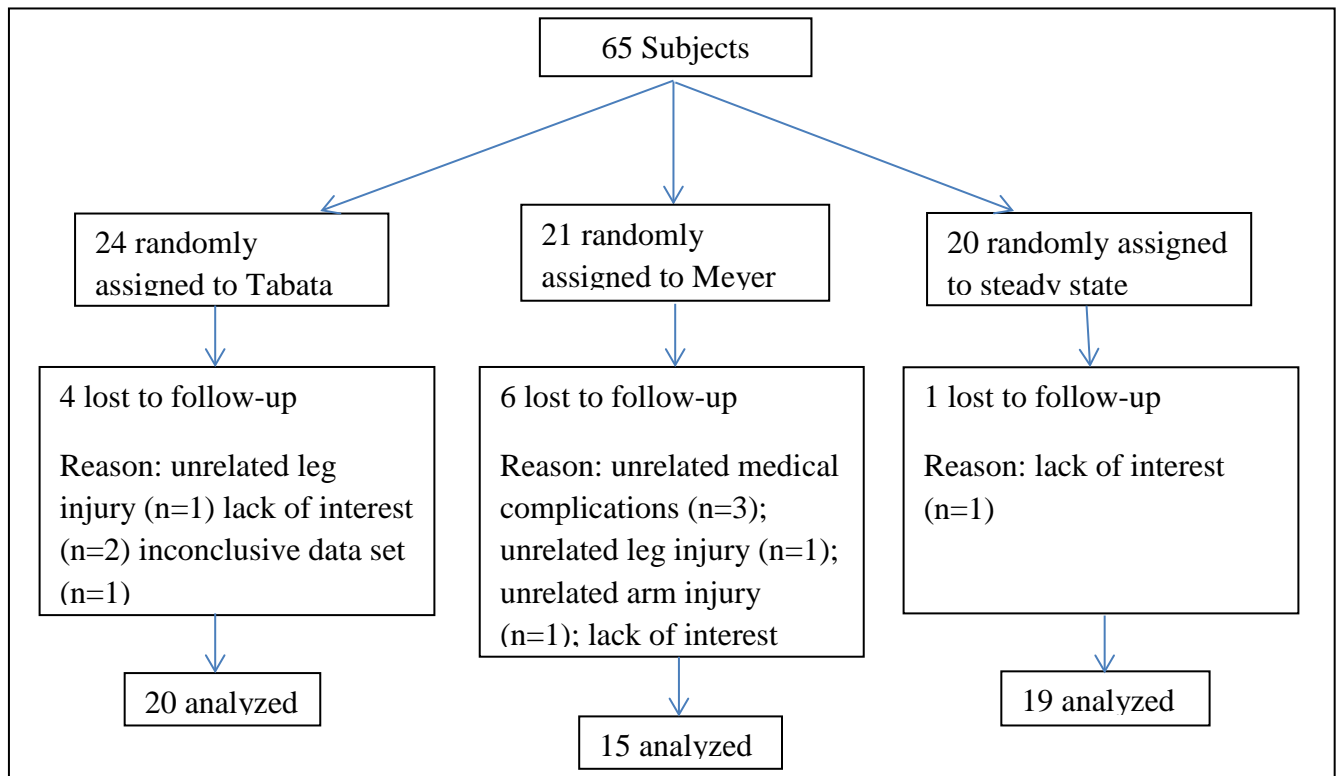 65 Subjects
24 randomly
assigned to Tabata
21 randomly
assigned to Meyer
20 randomly assigned
to steady state
4 lost to follow-up
Reason: unrelated leg
injury (n=1) lack of interest
(n=2) inconclusive data set
(n=1)
6 lost to follow-up
Reason: unrelated medical
complications (n=3);
unrelated leg injury (n=1);
unrelated arm injury
(n=1); lack of interest
1 lost to follow-up
Reason: lack of interest
(n=1)
20 analyzed
15 analyzed
19 analyzed